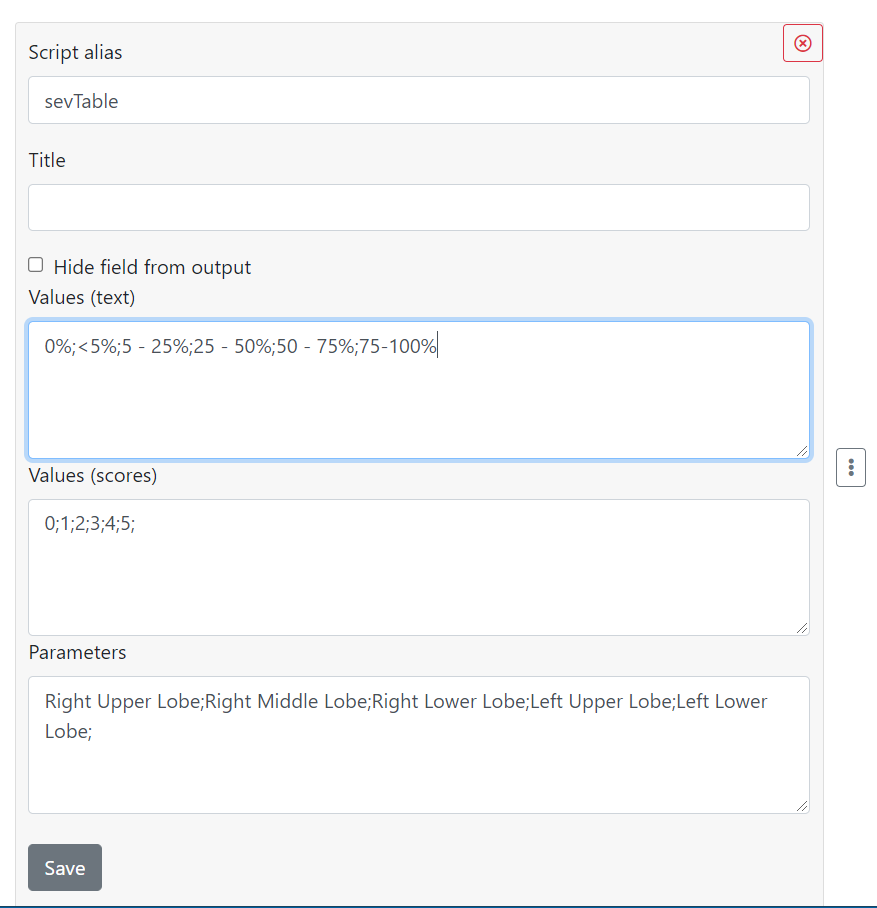 Script alias
sevTable
Title
Hide field from output
Values (text)
0%;<5%;5 - 25%;25 - 50%;50 - 75%;75-100%
Values (scores)
0;1;2;3;4;5;
Parameters
Right Upper Lobe;Right Middle Lobe;Right Lower Lobe;Left Upper Lobe;Left Lower
Lobe;
Save